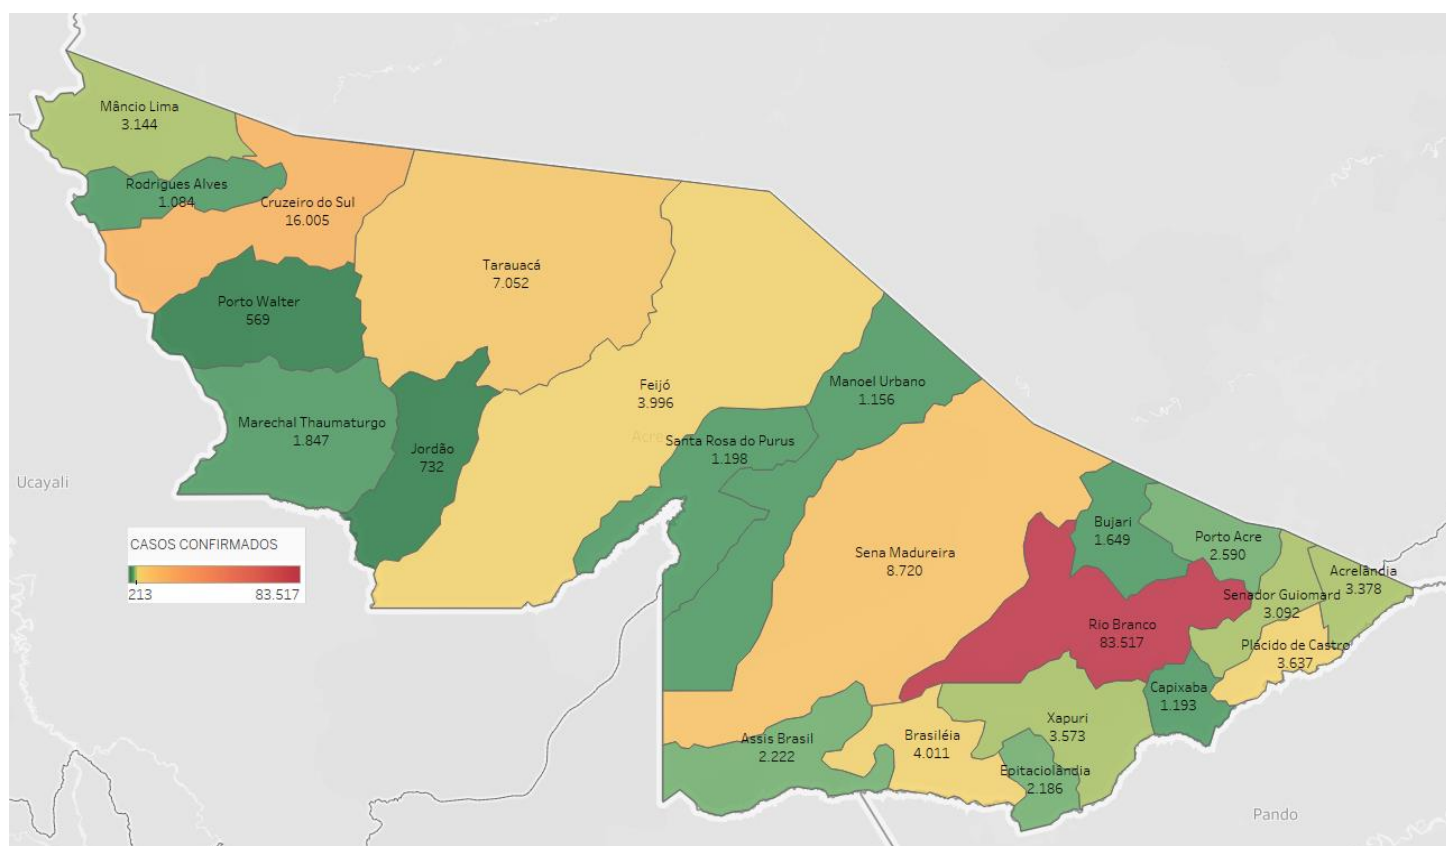 Mâncio Lima
3.144
Rodrigues Alves
1.084
Cruzeiro do Sul
16.005
Tarauacá
7.052
Porto Walter
569
Feijó
3.996
Manoel Urbano
1.156
Marechal Thaumaturgo
1.847
Jordão
732
Acre
Santa Rosa do Purus
1.198
Ucayali
CASOS CONFIRMADOS
213
83.517
Sena Madureira
8.720
Bujari
1.649
Porto Acre
2.590
Acrelândia
3.378
Senador Guiomard
3.092
Rio Branco
83.517
Plácido de Castro
3.637
Capixaba
1.193
Xapuri
3.573
Assis Brasil
2.222
Brasiléia
4.011
Epitaciolândia
2.186
Pando